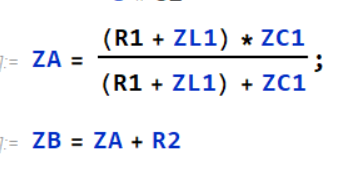 ZA = (R1 + ZL1) * ZC1 / (R1 + ZL1) + ZC1 ;
ZB = ZA + R2